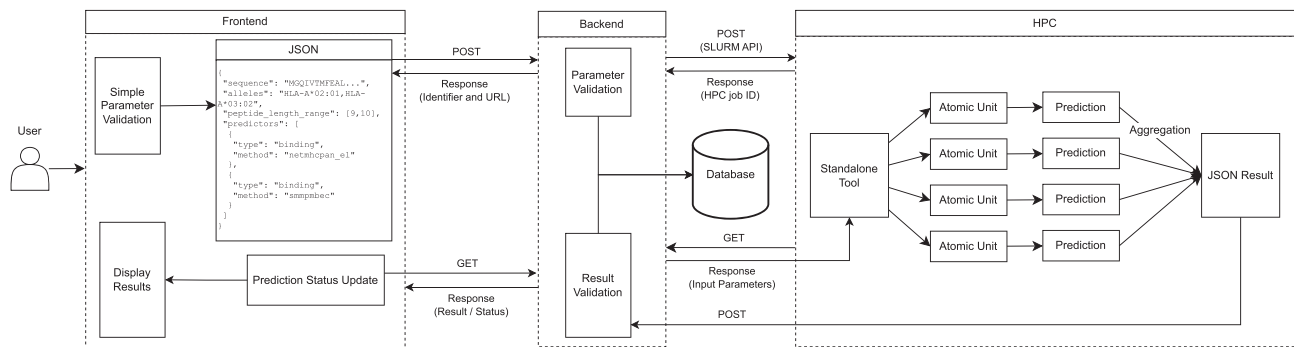 Frontend
Backend
HPC
User
Simple
Parameter
Validation
JSON
{
"sequence": "MGQIVTMFEAL...",
"alleles": "HLA-A*02:01,HLA-
A*03:02",
"peptide_length_range": [9,10],
"predictors": [
{
"type": "binding",
"method": "netmhcpan_el"
},
{
"type": "binding",
"method": "smmpmbec"
}
]
}
POST
Response
(Identifier and URL)
Parameter
Validation
POST
(SLURM API)
Response
(HPC job ID)
Database
Standalone
Tool
Atomic Unit
Prediction
Atomic Unit
Prediction
Atomic Unit
Prediction
Atomic Unit
Prediction
Aggregation
JSON Result
Display
Results
Prediction Status Update
GET
Response
(Result / Status)
Result
Validation
GET
Response
(Input Parameters)
POST